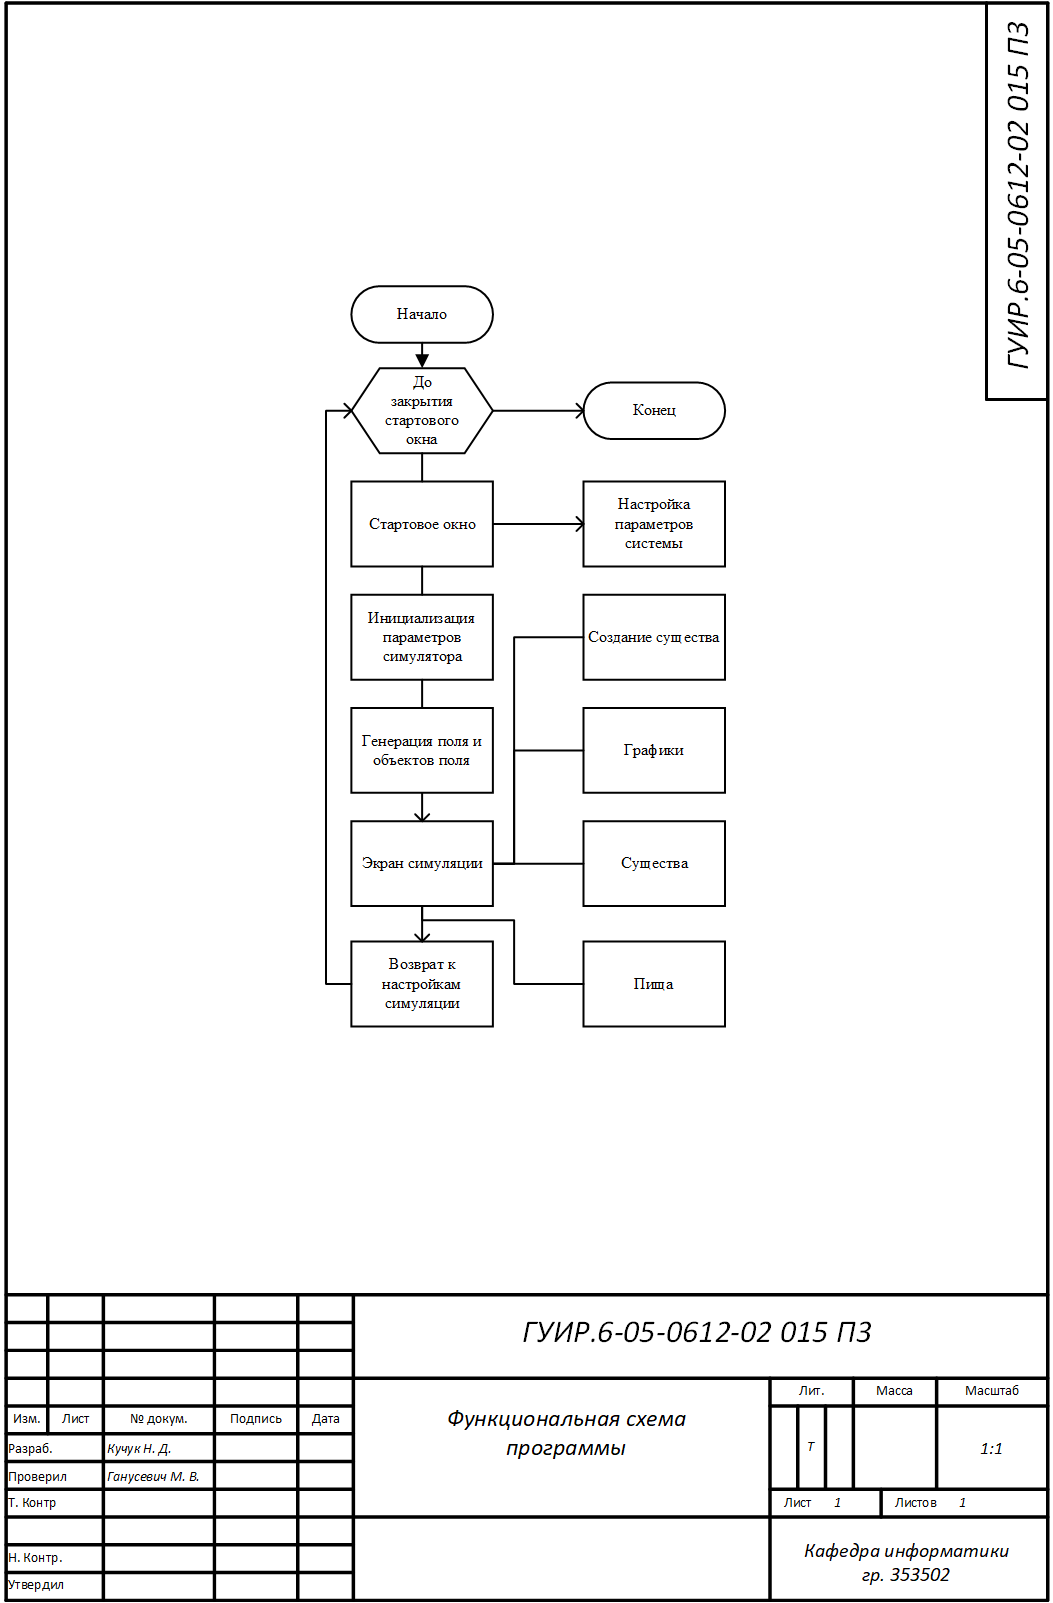 ГУИР.6-05-0612-02 015 ПЗ
Начало
До
закрытия
стартового
окна
Конец
Стартовое окно
Настройка
параметров
системы
Инициализация
параметров
симулятора
Создание существа
Генерация поля и
объектов поля
Графики
Экран симуляции
Существа
Возврат к
настройкам
симуляции
Пища
ГУИР.6-05-0612-02 015 ПЗ
Изм. Лист № докум. Подпись Дата
Разраб. Кучук Н. Д.
Проверил Ганусевич М. В.
Т. Контр
Н. Контр.
Утвердил
Функциональная схема
программы
Лит. Масса Масштаб
Т 1:1
Лист 1 Листов 1
Кафедра информатики
гр. 353502